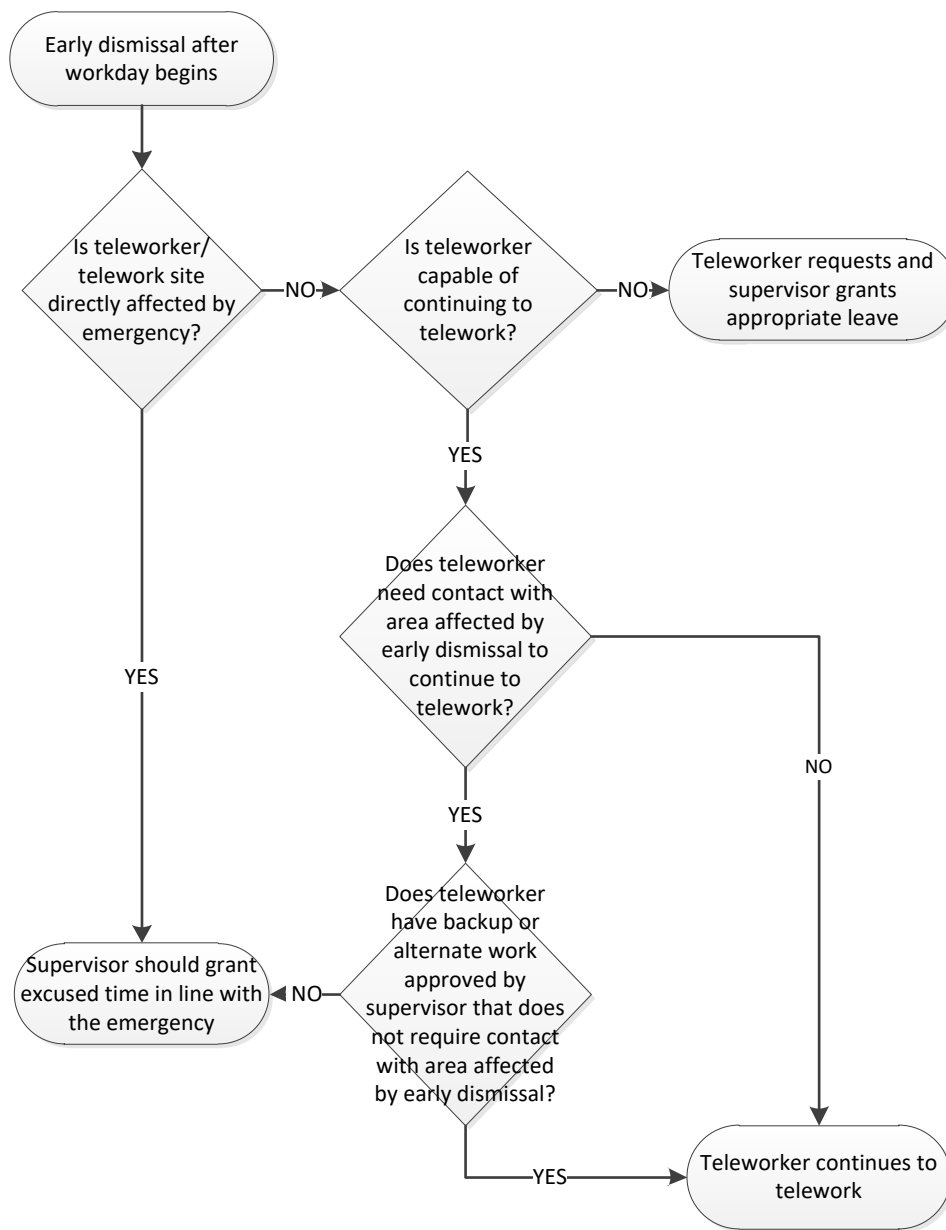 Early dismissal after
workday begins
Is teleworker/
telework site
directly affected by
emergency?
NO
Is teleworker
capable of
continuing to
telework?
NO
Teleworker requests and
supervisor grants
appropriate leave
YES
Does teleworker
need contact with
area affected by
early dismissal to
continue to
telework?
YES
NO
YES
Does teleworker
have backup or
alternate work
approved by
supervisor that does
not require contact
with area affected
by early dismissal?
NO
Supervisor should grant
excused time in line with
the emergency
YES
Teleworker continues to
telework